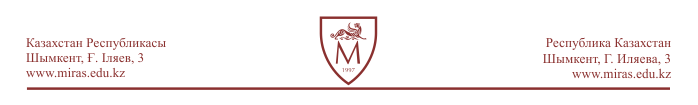 Казахстан Республикасы
Шымкент, Ғ. Іляев, 3
www.miras.edu.kz
M
1997
Республика Казахстан
Шымкент, Г. Иляева, 3
www.miras.edu.kz